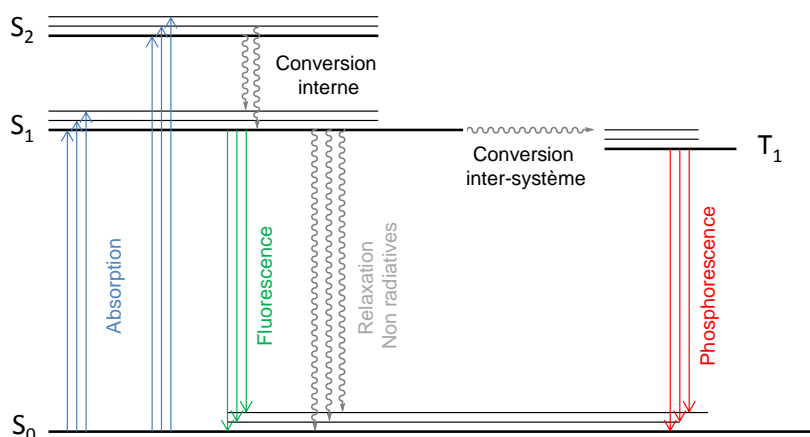 S2
Conversion
interne
S1
Conversion
inter-système
T1
Absorption
Fluorescence
Relaxation
Non radiatives
Phosphorescence
S0